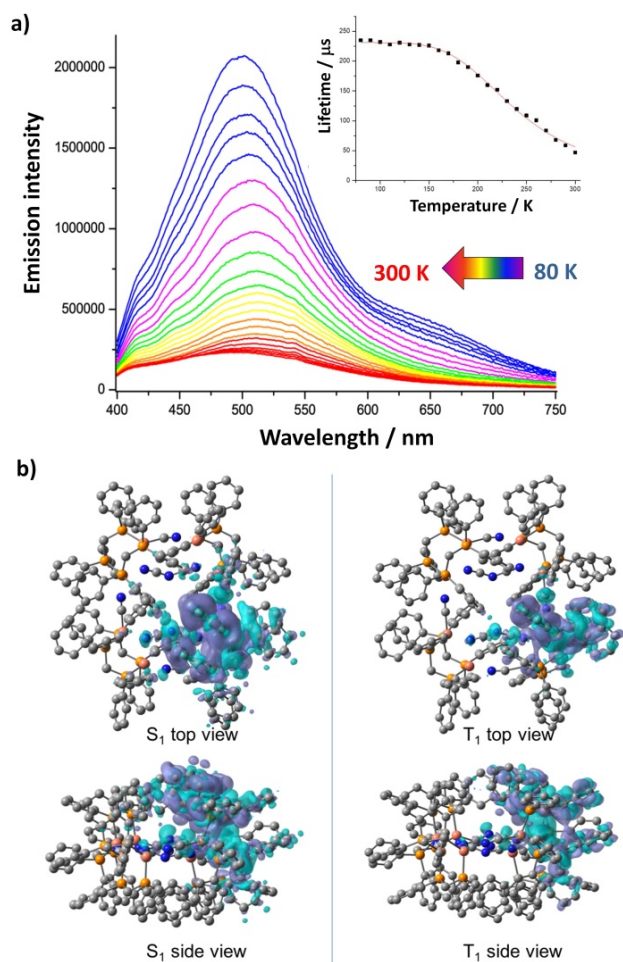 a)
Emission intensity
2000000
1500000
1000000
500000
0
400 450 500 550 600 650 700 750
Wavelength / nm
Lifetime / μs
250
200
150
100
50
0
100 150 200 250 300
Temperature / K
300 K
80 K
b)
S₁ top view
T₁ top view
S₁ side view
T₁ side view